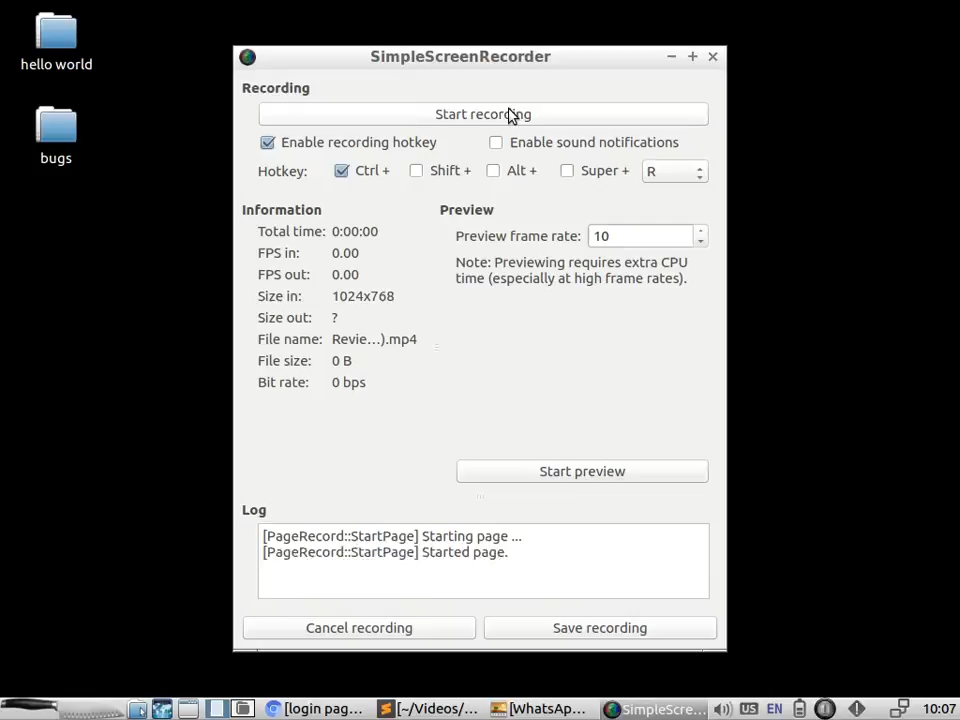 hello world
bugs
SimpleScreenRecorder
Recording
Start recording
Enable recording hotkey
Enable sound notifications
Hotkey: Ctrl + Shift + Alt + Super + R
Information
Total time: 0:00:00
FPS in: 0.00
FPS out: 0.00
Size in: 1024x768
Size out: ?
File name: Revie...).mp4
File size: 0 B
Bit rate: 0 bps
Preview
Preview frame rate: 10
Note: Previewing requires extra CPU
time (especially at high frame rates).
Start preview
Log
[PageRecord::StartPage] Starting page ...
[PageRecord::StartPage] Started page.
Cancel recording
Save recording
[login pag...
[~/Videos/...
[WhatsAp...
SimpleScre...
US
EN
10:07